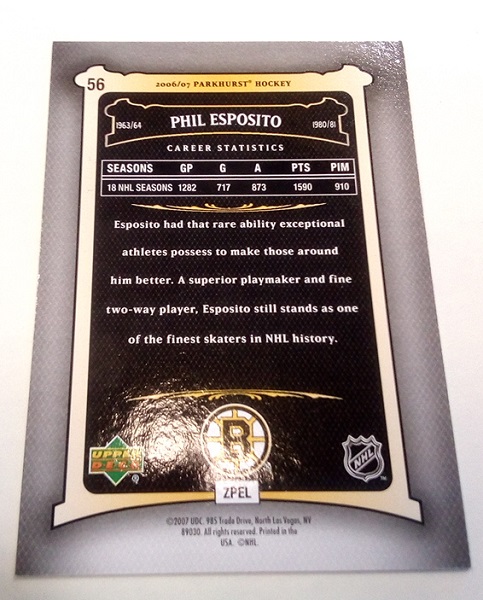 56
2006/07 PARKHURST® HOCKEY
1963/64 PHIL ESPOSITO 1980/81
CAREER STATISTICS
SEASONS GP G A PTS PIM
18 NHL SEASONS 1282 717 873 1590 910
Esposito had that rare ability exceptional
athletes possess to make those around
him better. A superior playmaker and fine
two-way player, Esposito still stands as one
of the finest skaters in NHL history.
B
UPPER
DECK
®
NHL
™
ZPEL
©2007 UDC. 985 Trade Drive, North Las Vegas, NV
89030. All rights reserved. Printed in the
USA. ©NHL.